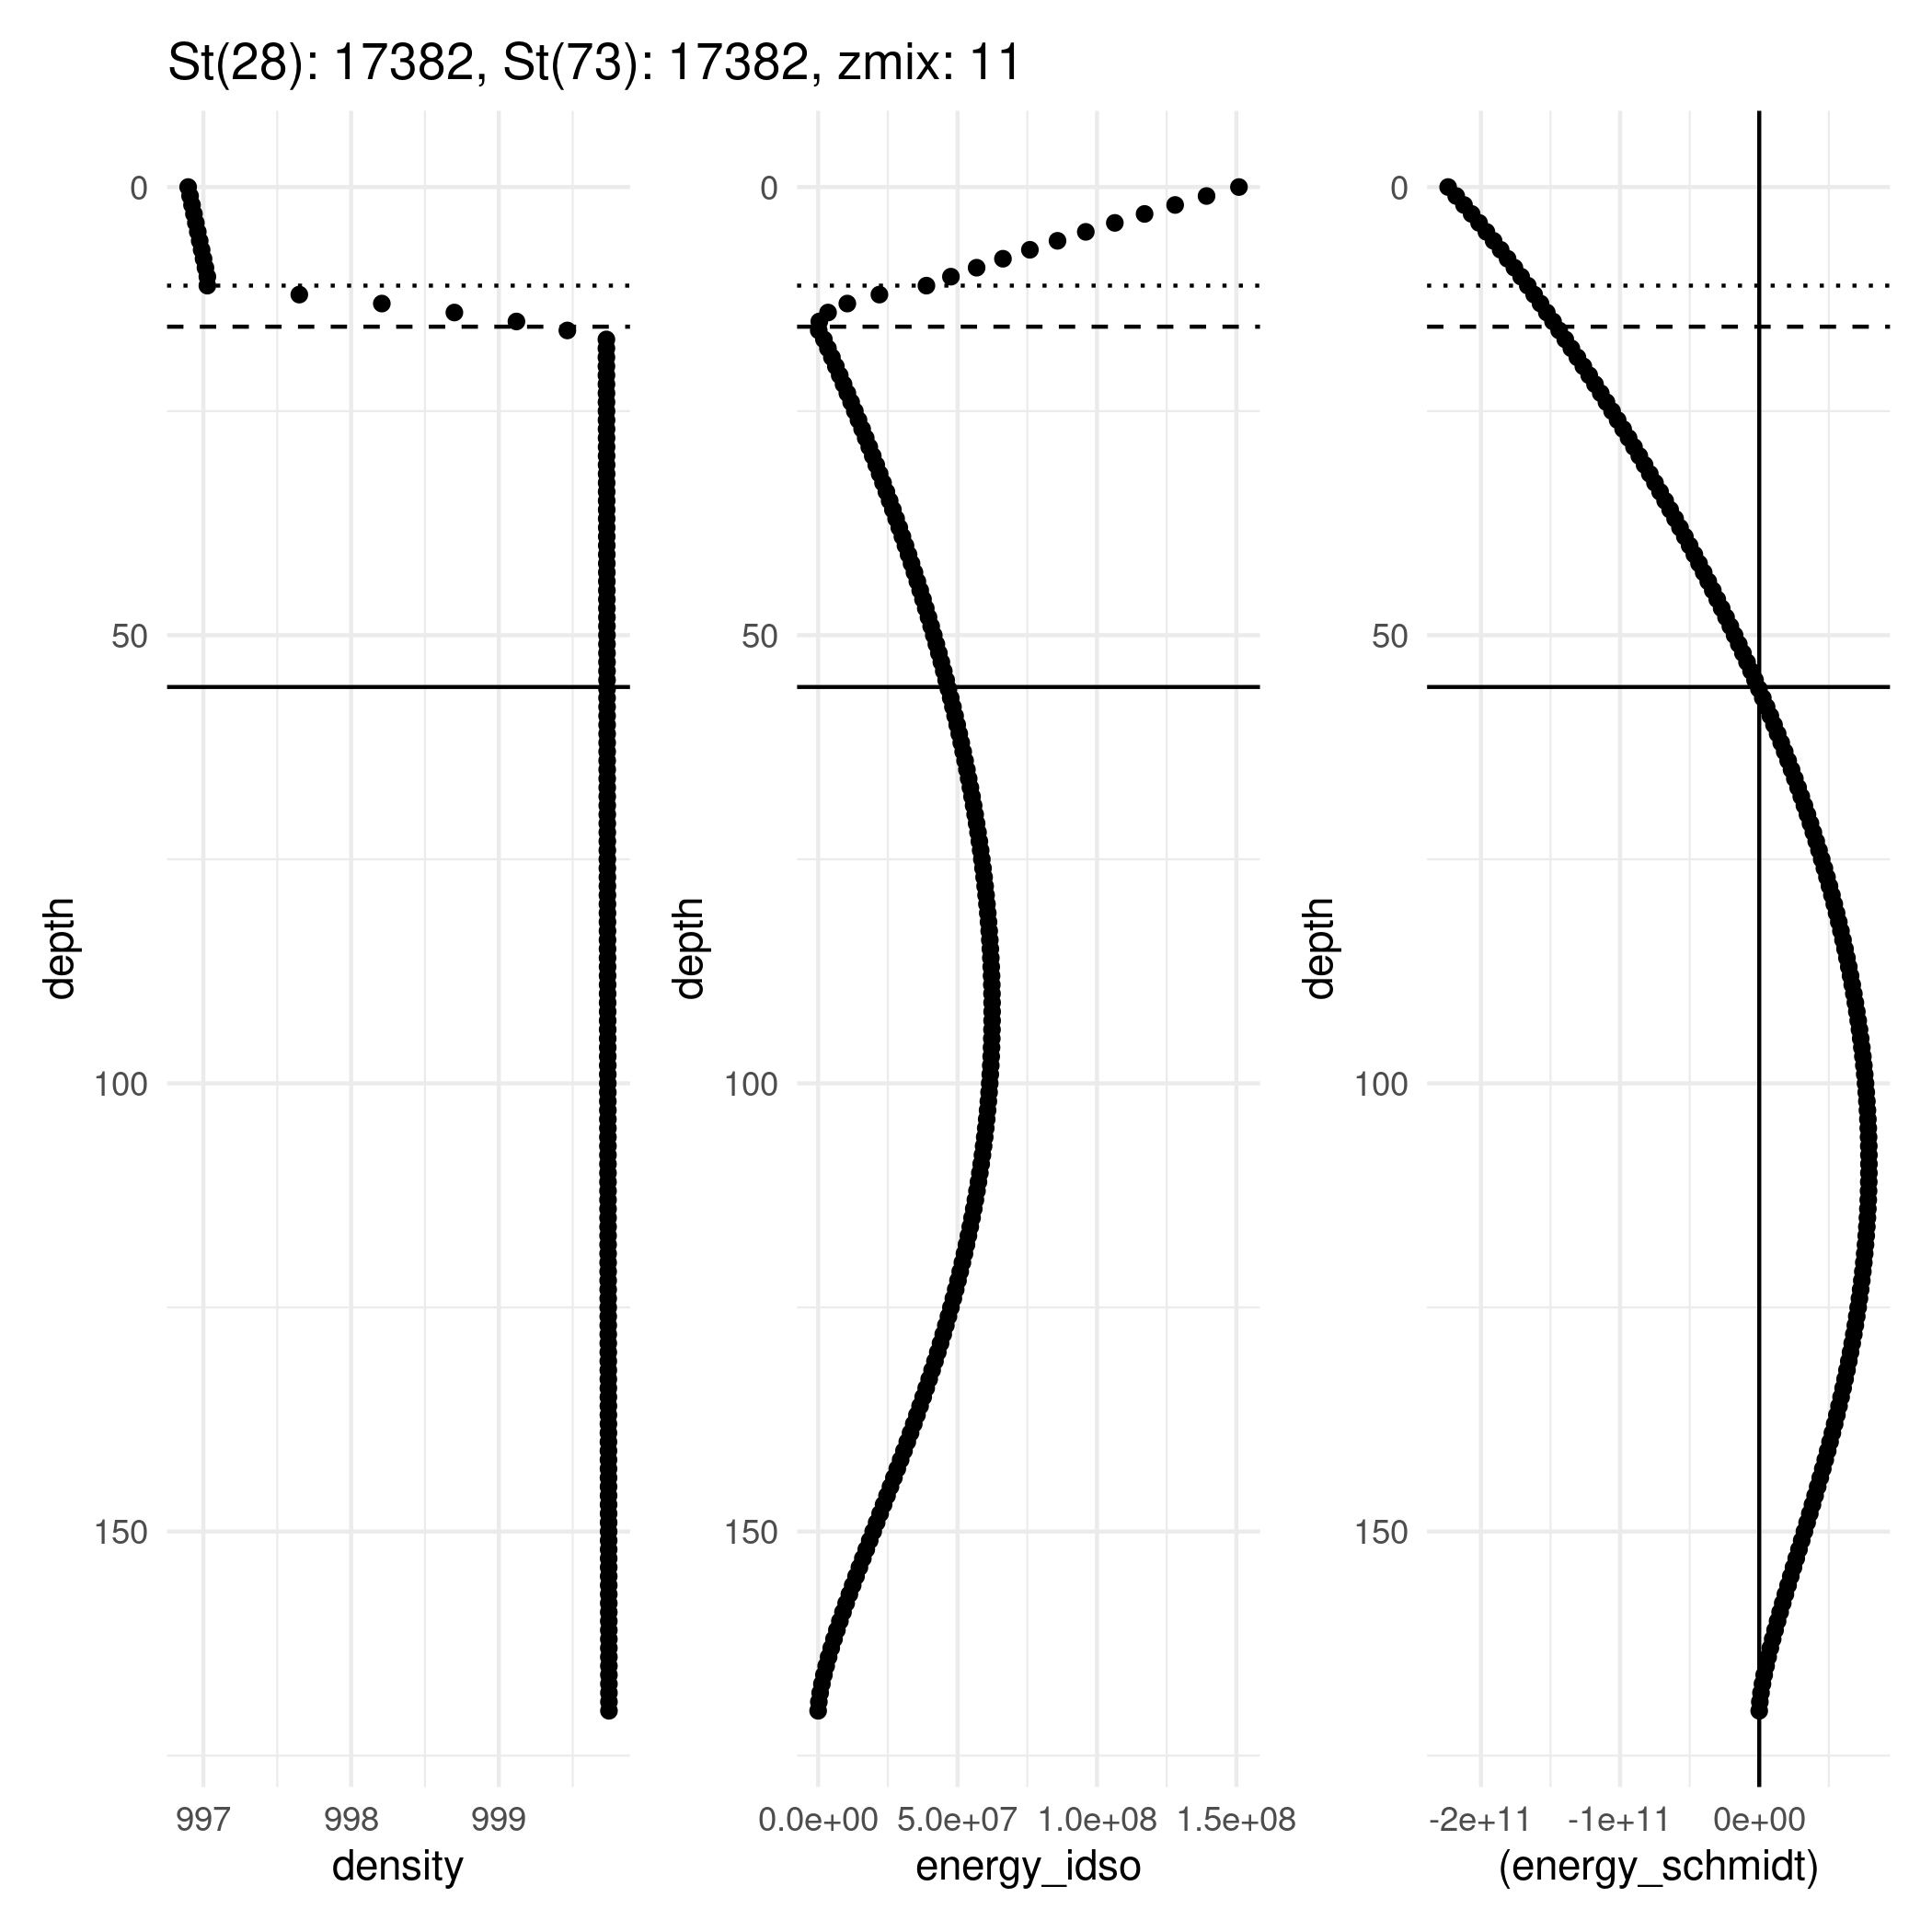 St(28): 17382, St(73): 17382, zmix: 11
0
50
100
150
depth
997 998 999
density
0
50
100
150
depth
0.0e+00 5.0e+07 1.0e+08 1.5e+08
energy_idso
0
50
100
150
depth
-2e+11 -1e+11 0e+00
(energy_schmidt)